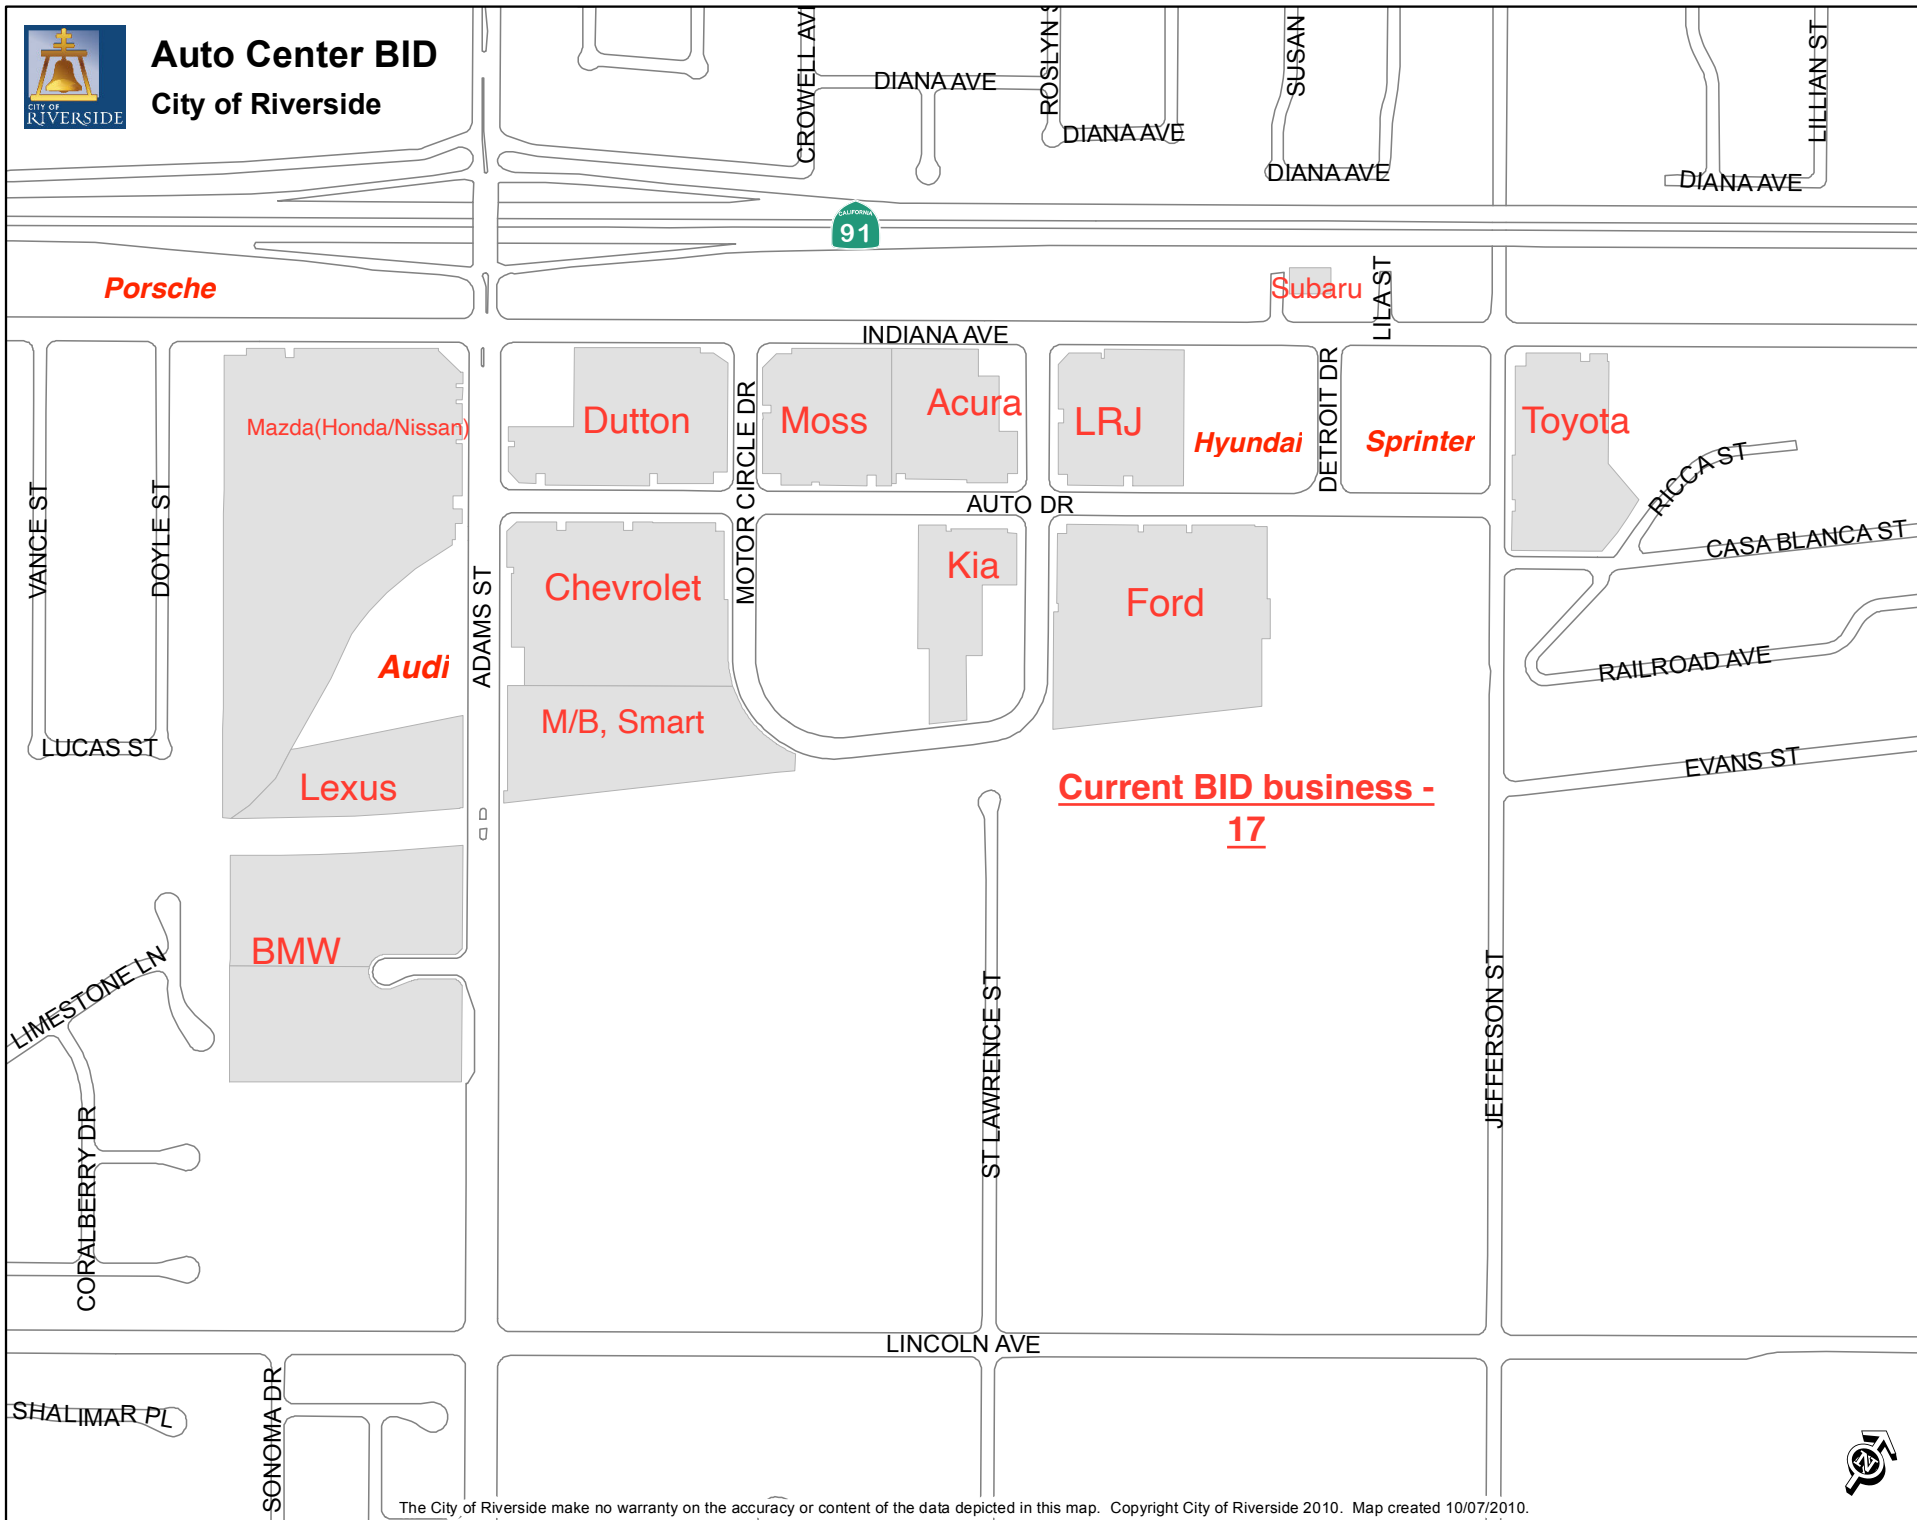 Auto Center BID
City of Riverside
CITY OF
RIVERSIDE
CROWELL AVE
DIANA AVE
ROSLYN S
DIANA AVE
SUSAN
DIANA AVE
LILLIAN ST
DIANA AVE
CALIFORNIA
91
Porsche
Subaru
LILA ST
INDIANA AVE
Mazda(Honda/Nissan)
Dutton
MOTOR CIRCLE DR
Moss
Acura
LRJ
Hyundai
DETROIT DR
Sprinter
Toyota
RICCA ST
VANCE ST
DOYLE ST
AUTO DR
CASA BLANCA ST
ADAMS ST
Chevrolet
Kia
Ford
Audi
RAILROAD AVE
M/B, Smart
LUCAS ST
Lexus
EVANS ST
Current BID business -
17
BMW
LIMESTONE LN
ST LAWRENCE ST
JEFFERSON ST
CORALBERRY DR
LINCOLN AVE
SHALIMAR PL
SONOMA DR
N
The City of Riverside make no warranty on the accuracy or content of the data depicted in this map. Copyright City of Riverside 2010. Map created 10/07/2010.